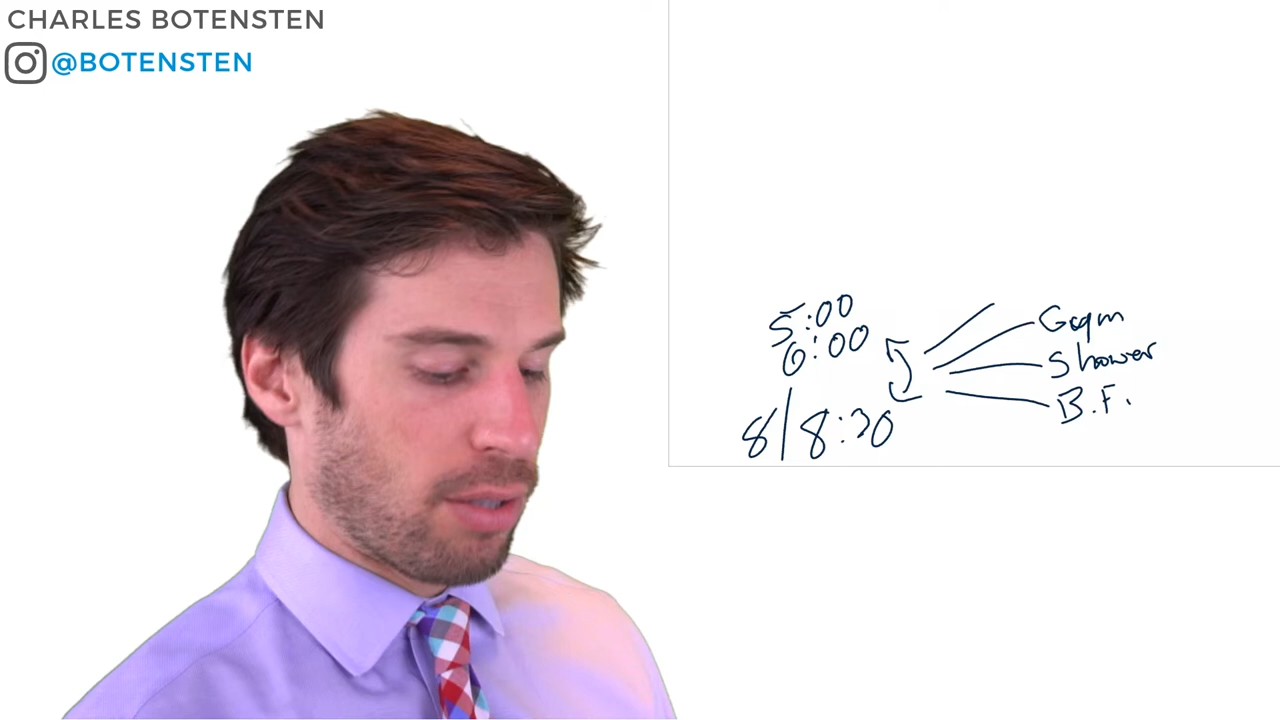 CHARLES BOTENSTEN
@BOTENSTEN
5:00
6:00
8/8:30
Gym
Shower
B.F.